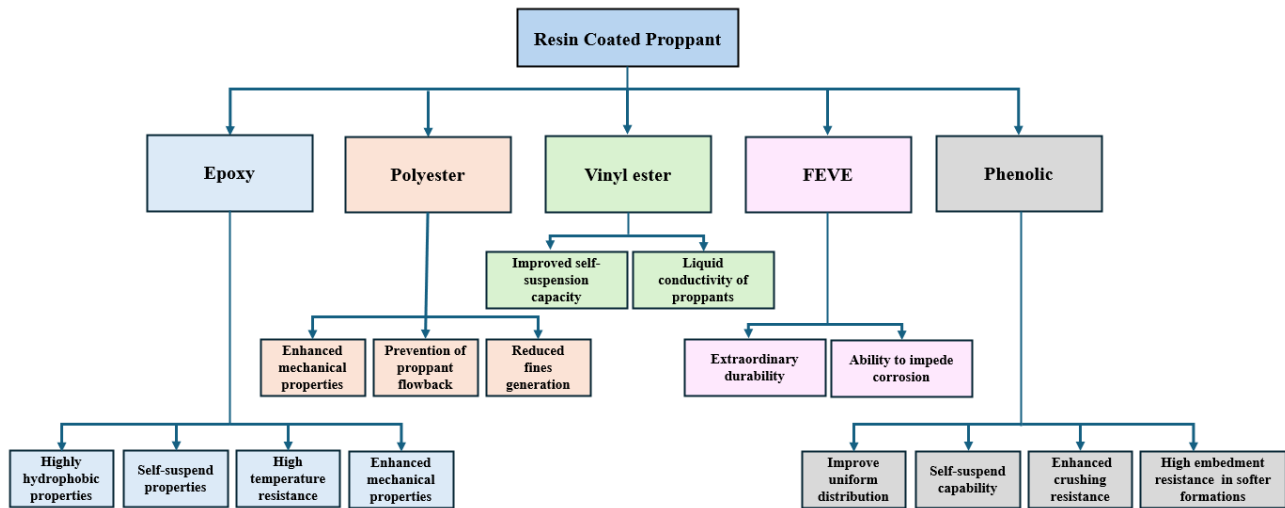 Resin Coated Proppant
Epoxy
Polyester
Vinyl ester
FEVE
Phenolic
Improved self-
suspension
capacity
Liquid
conductivity of
proppants
Enhanced
mechanical
properties
Prevention of
proppant
flowback
Reduced
fines
generation
Extraordinary
durability
Ability to impede
corrosion
Highly
hydrophobic
properties
Self-suspend
properties
High
temperature
resistance
Enhanced
mechanical
properties
Improve
uniform
distribution
Self-suspend
capability
Enhanced
crushing
resistance
High embedment
resistance in softer
formations